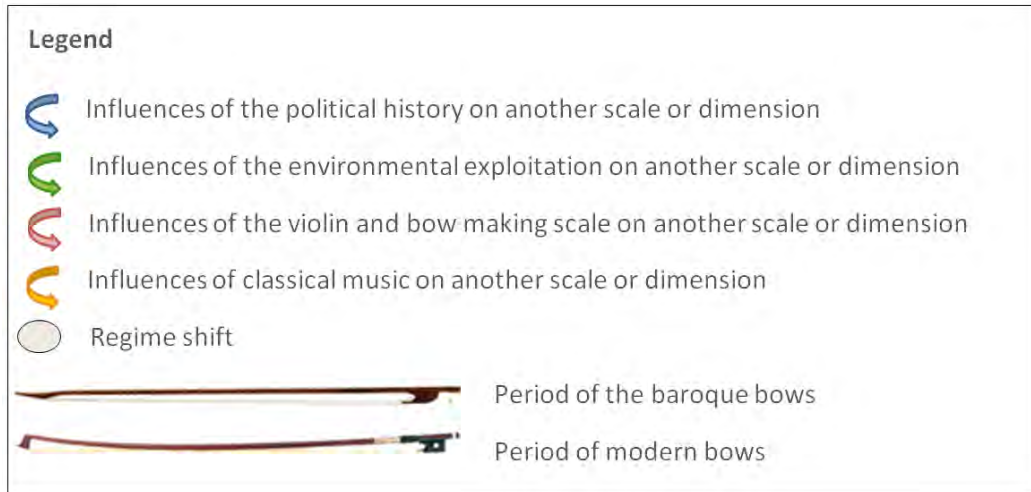 Legend
Influences of the political history on another scale or dimension
Influences of the environmental exploitation on another scale or dimension
Influences of the violin and bow making scale on another scale or dimension
Influences of classical music on another scale or dimension
Regime shift
Period of the baroque bows
Period of modern bows